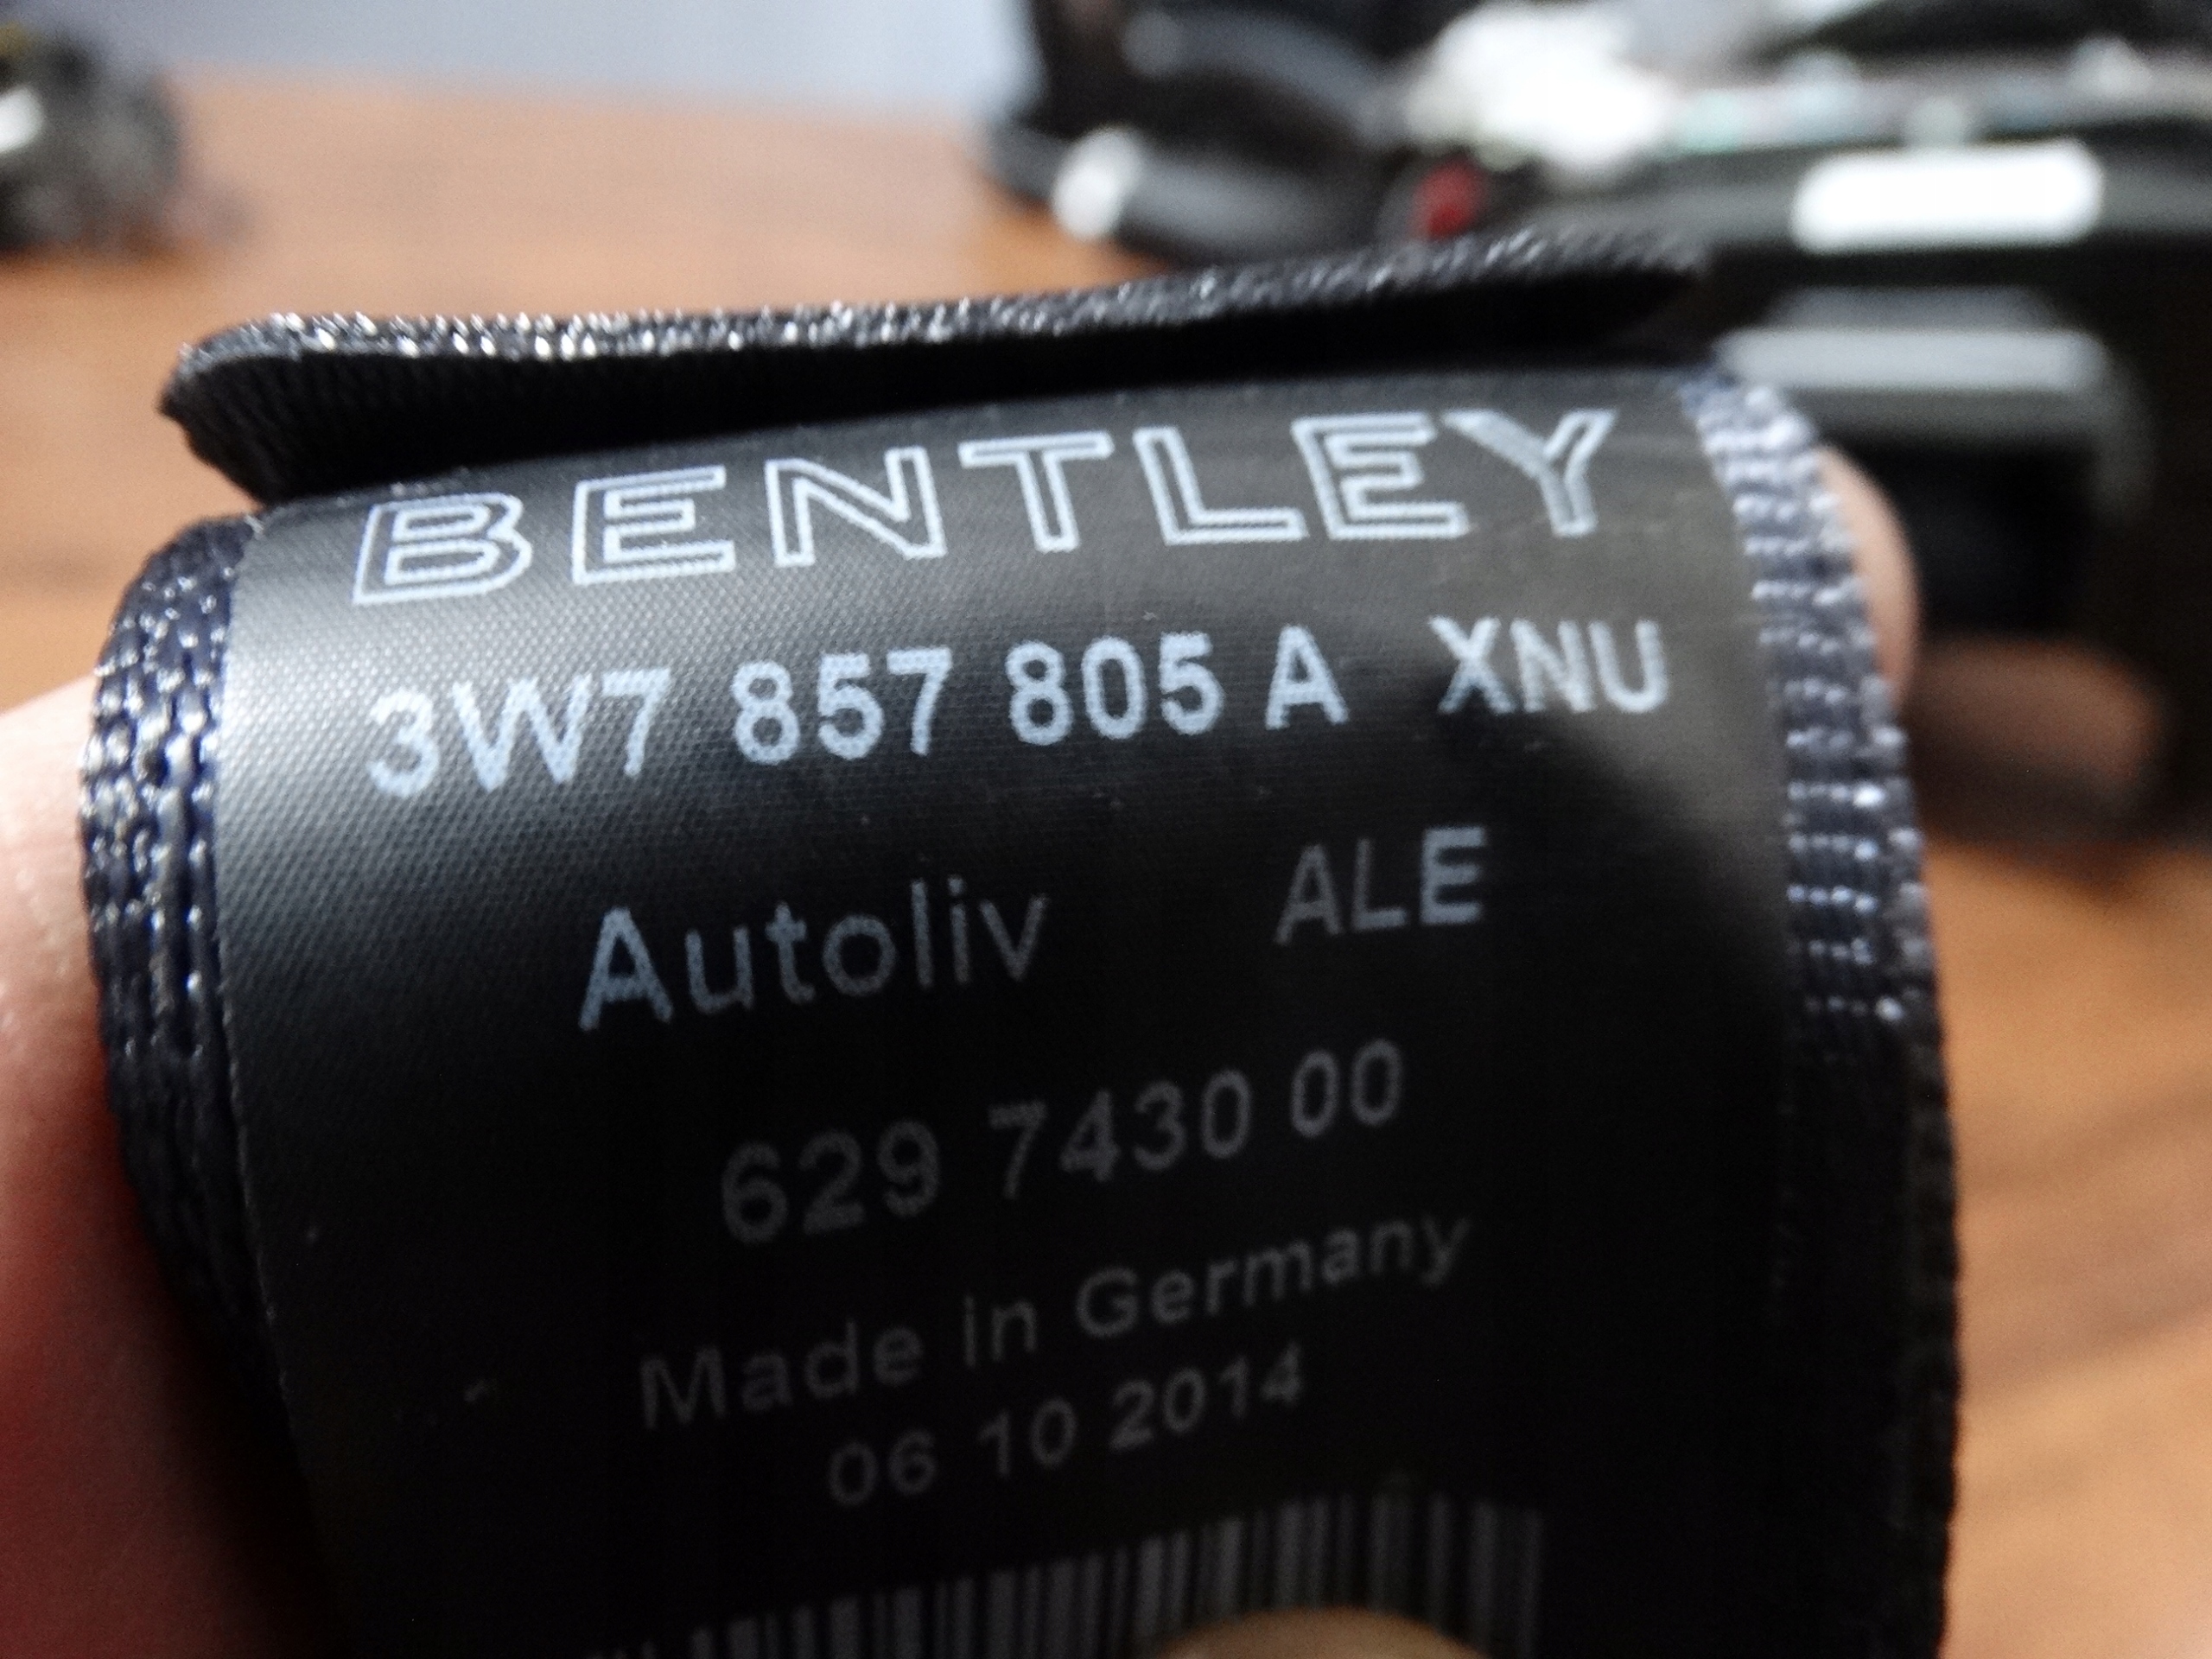 BENTLEY
3W7 857 805 A XNU
Autoliv ALE
629 7430 00
Made in Germany
06 10 2014